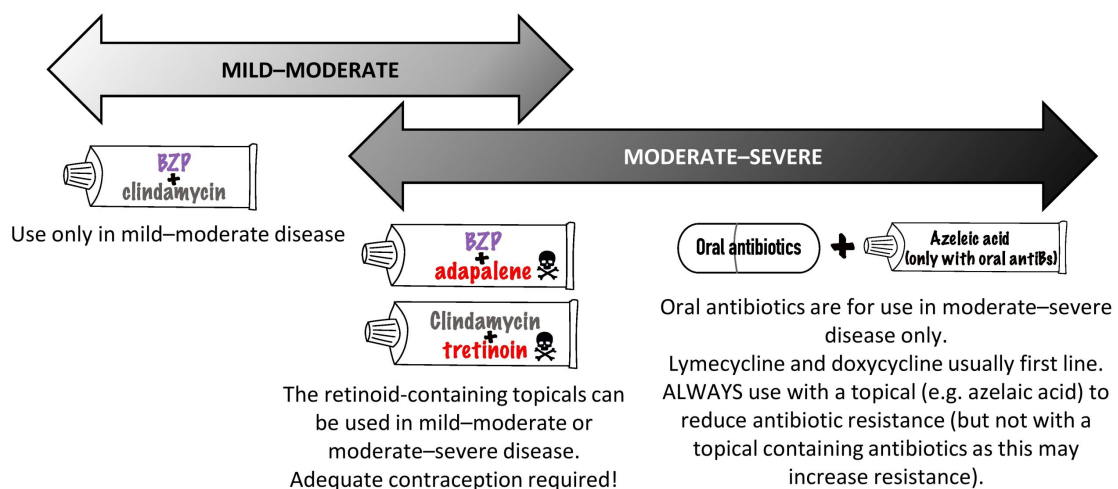 MILD–MODERATE
MODERATE–SEVERE
BZP
+
clindamycin
Use only in mild–moderate disease
BZP
+
adapalene
Clindamycin
+
tretinoin
The retinoid-containing topicals can
be used in mild–moderate or
moderate–severe disease.
Adequate contraception required!
Oral antibiotics
+
Azeleic acid
(only with oral antiBs)
Oral antibiotics are for use in moderate–severe
disease only.
Lymecycline and doxycycline usually first line.
ALWAYS use with a topical (e.g. azelaic acid) to
reduce antibiotic resistance (but not with a
topical containing antibiotics as this may
increase resistance).